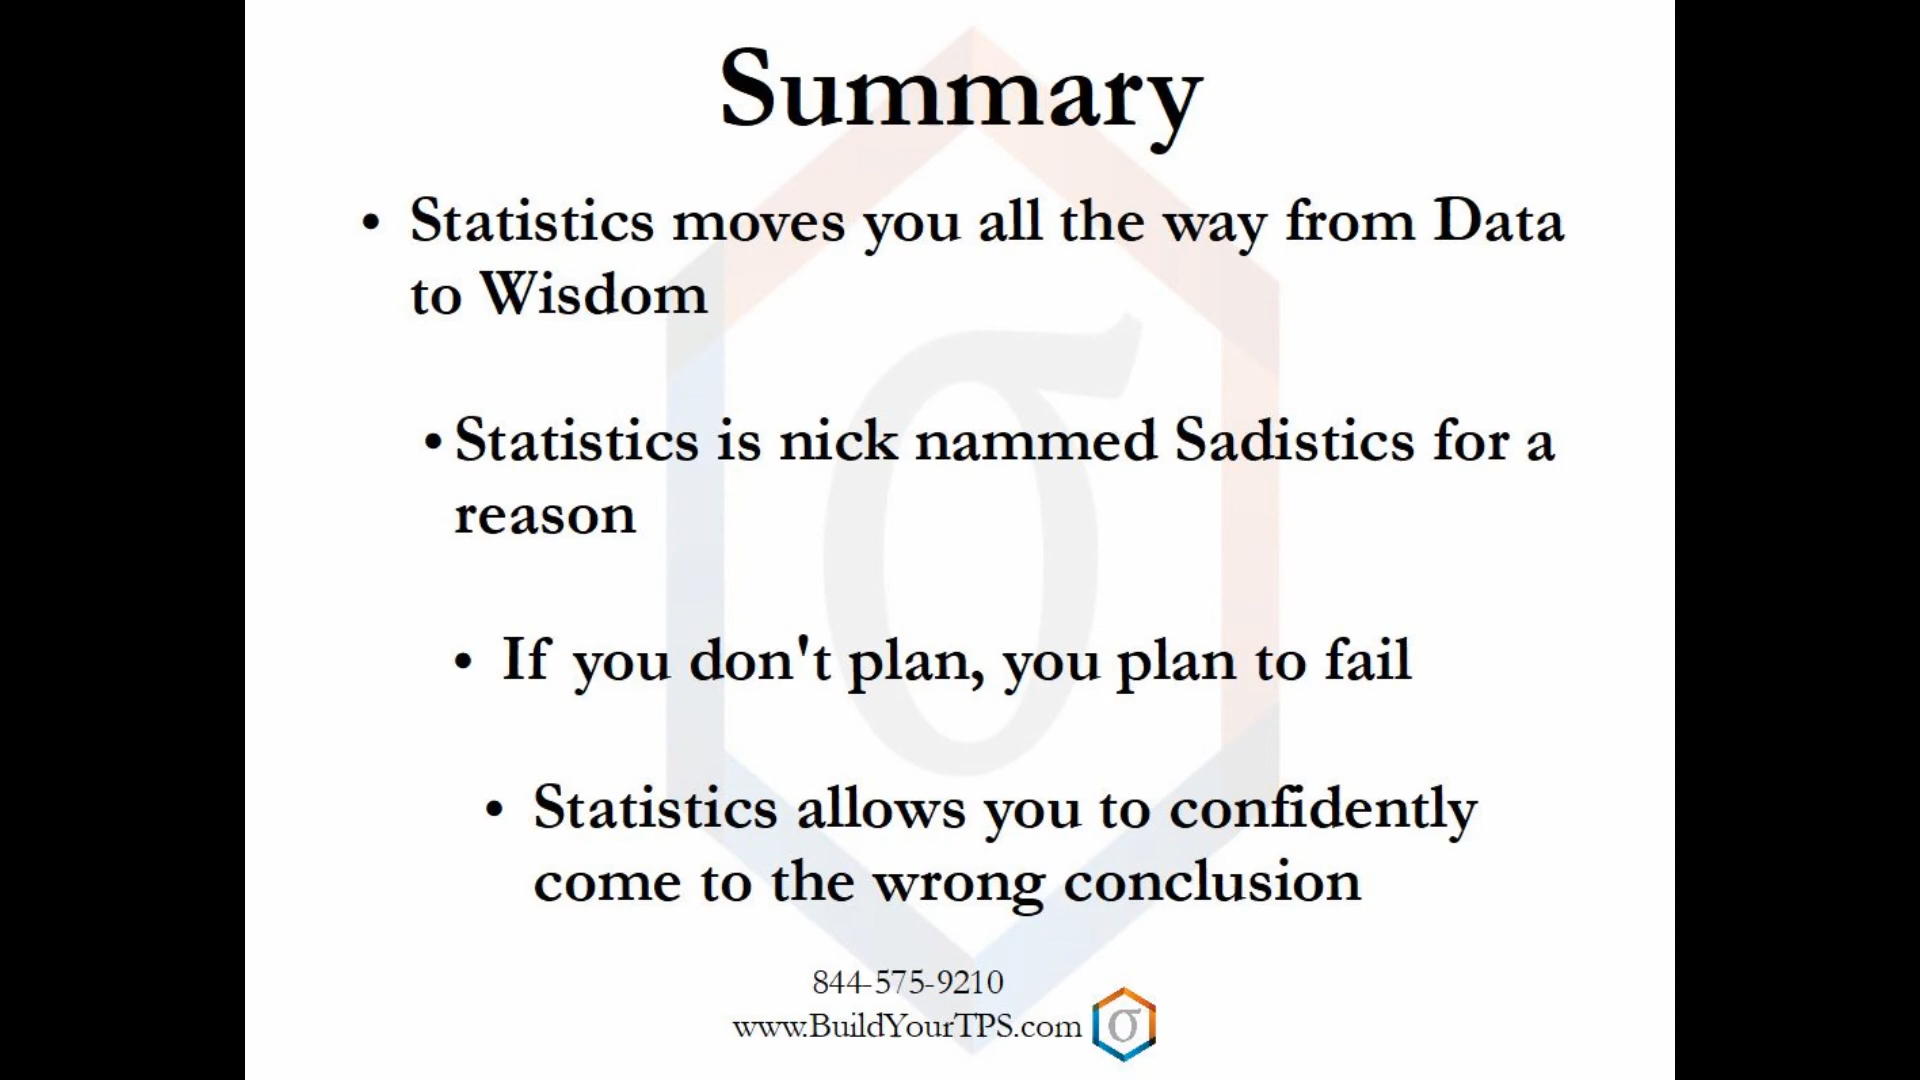 Summary
• Statistics moves you all the way from Data
to Wisdom
• Statistics is nick nammed Sadistics for a
reason
• If you don't plan, you plan to fail
• Statistics allows you to confidently
come to the wrong conclusion
844-575-9210
www.BuildYourTPS.com
σ